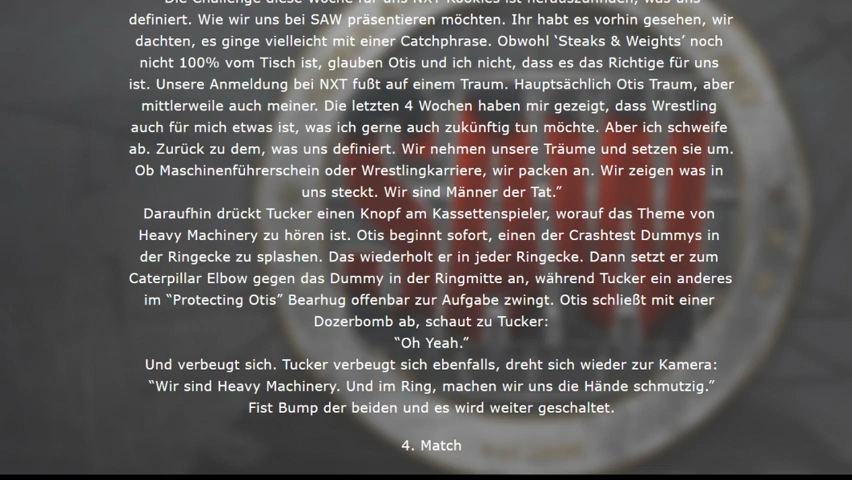 definiert. Wie wir uns bei SAW präsentieren möchten. Ihr habt es vorhin gesehen, wir
dachten, es ginge vielleicht mit einer Catchphrase. Obwohl ‘Steaks & Weights’ noch
nicht 100% vom Tisch ist, glauben Otis und ich nicht, dass es das Richtige für uns
ist. Unsere Anmeldung bei NXT fußt auf einem Traum. Hauptsächlich Otis Traum, aber
mittlerweile auch meiner. Die letzten 4 Wochen haben mir gezeigt, dass Wrestling
auch für mich etwas ist, was ich gerne auch zukünftig tun möchte. Aber ich schweife
ab. Zurück zu dem, was uns definiert. Wir nehmen unsere Träume und setzen sie um.
Ob Maschinenführerschein oder Wrestlingkarriere, wir packen an. Wir zeigen was in
uns steckt. Wir sind Männer der Tat.”
Daraufhin drückt Tucker einen Knopf am Kassettenspieler, worauf das Theme von
Heavy Machinery zu hören ist. Otis beginnt sofort, einen der Crashtest Dummys in
der Ringecke zu splashen. Das wiederholt er in jeder Ringecke. Dann setzt er zum
Caterpillar Elbow gegen das Dummy in der Ringmitte an, während Tucker ein anderes
im “Protecting Otis” Bearhug offenbar zur Aufgabe zwingt. Otis schließt mit einer
Dozerbomb ab, schaut zu Tucker:
“Oh Yeah.”
Und verbeugt sich. Tucker verbeugt sich ebenfalls, dreht sich wieder zur Kamera:
“Wir sind Heavy Machinery. Und im Ring, machen wir uns die Hände schmutzig.”
Fist Bump der beiden und es wird weiter geschaltet.
4. Match